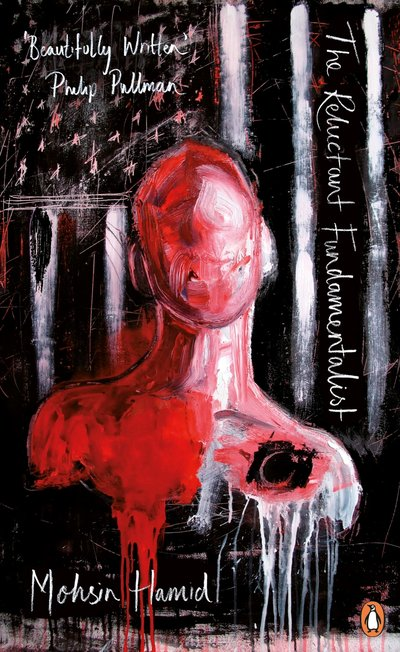 'Beautifully Written'
Philip Pullman
The Reluctant Fundamentalist
Mohsin Hamid